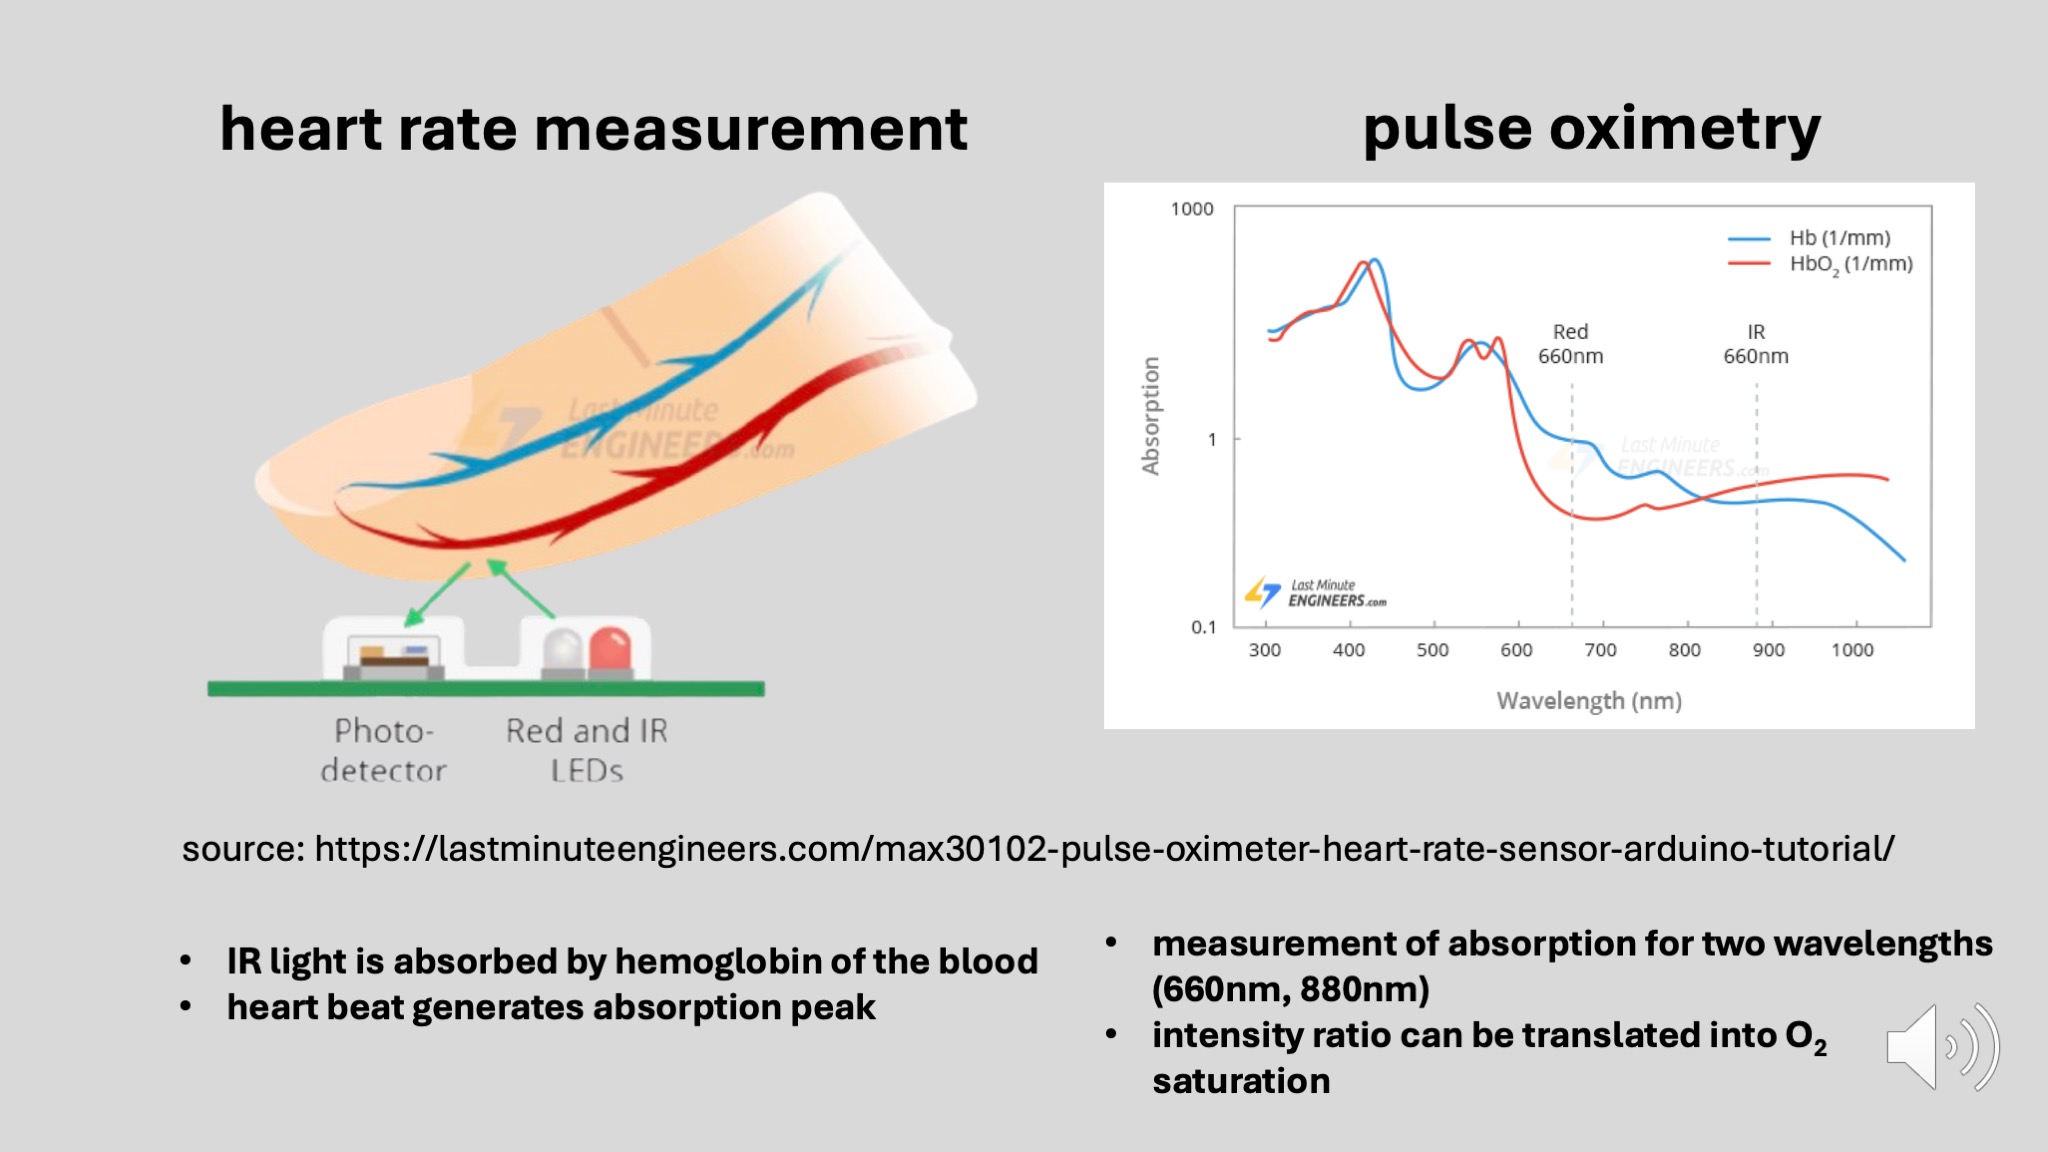 heart rate measurement
Last Minute
ENGINEERS.com
Photo-
detector
Red and IR
LEDs
pulse oximetry
1000
Hb (1/mm)
HbO₂ (1/mm)
Red
660nm
IR
660nm
Absorption
1
Last Minute
ENGINEERS.com
Last Minute
ENGINEERS.com
0.1
300 400 500 600 700 800 900 1000
Wavelength (nm)
source: https://lastminuteengineers.com/max30102-pulse-oximeter-heart-rate-sensor-arduino-tutorial/
• IR light is absorbed by hemoglobin of the blood
• heart beat generates absorption peak
• measurement of absorption for two wavelengths
(660nm, 880nm)
• intensity ratio can be translated into O₂
saturation